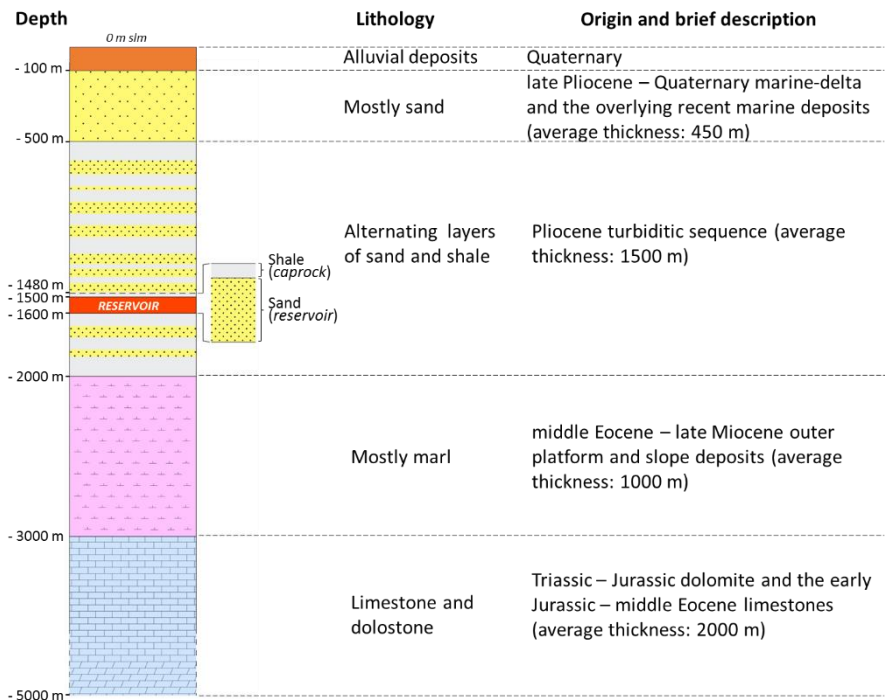 Depth
Lithology
Origin and brief description
0 m slm
Alluvial deposits
Quaternary
- 100 m
Mostly sand
late Pliocene – Quaternary marine-delta
and the overlying recent marine deposits
(average thickness: 450 m)
- 500 m
Alternating layers
of sand and shale
Pliocene turbiditic sequence (average
thickness: 1500 m)
Shale
(caprock)
- 1480 m
- 1500 m
RESERVOIR
Sand
(reservoir)
- 1600 m
- 2000 m
Mostly marl
middle Eocene – late Miocene outer
platform and slope deposits (average
thickness: 1000 m)
- 3000 m
Limestone and
dolostone
Triassic – Jurassic dolomite and the early
Jurassic – middle Eocene limestones
(average thickness: 2000 m)
- 5000 m